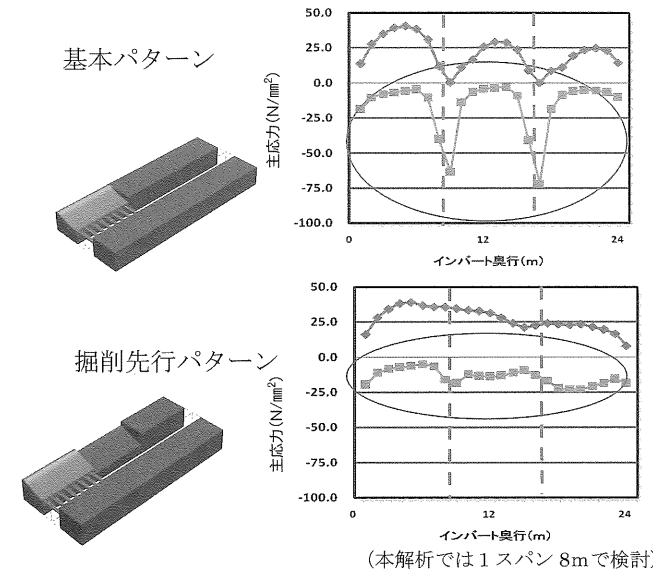 基本パターン
主応力(N/mm²)
50.0
25.0
0.0
-25.0
-50.0
-75.0
-100.0
0 12 24
インバート奥行(m)
掘削先行パターン
主応力(N/mm²)
50.0
25.0
0.0
-25.0
-50.0
-75.0
-100.0
0 12 24
インバート奥行(m)
(本解析では1スパン8mで検討)